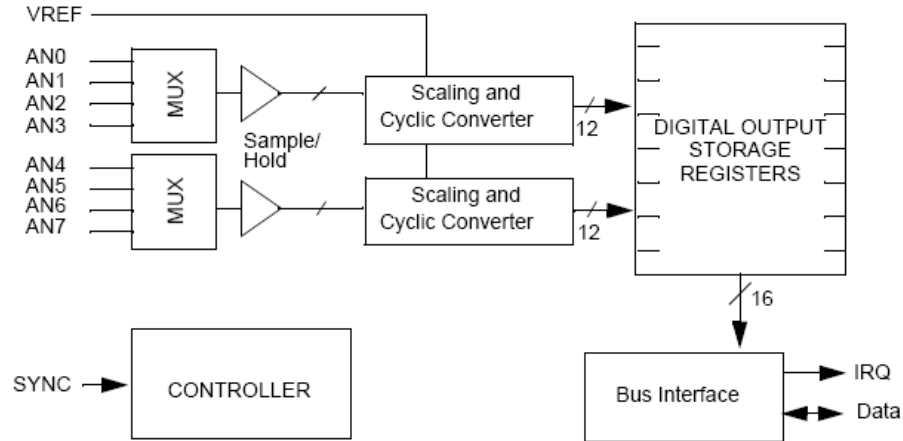 VREF
AN0
AN1
AN2
AN3
MUX
Sample/
Hold
Scaling and
Cyclic Converter
12
AN4
AN5
AN6
AN7
MUX
Scaling and
Cyclic Converter
12
DIGITAL OUTPUT
STORAGE
REGISTERS
16
SYNC
CONTROLLER
Bus Interface
IRQ
Data